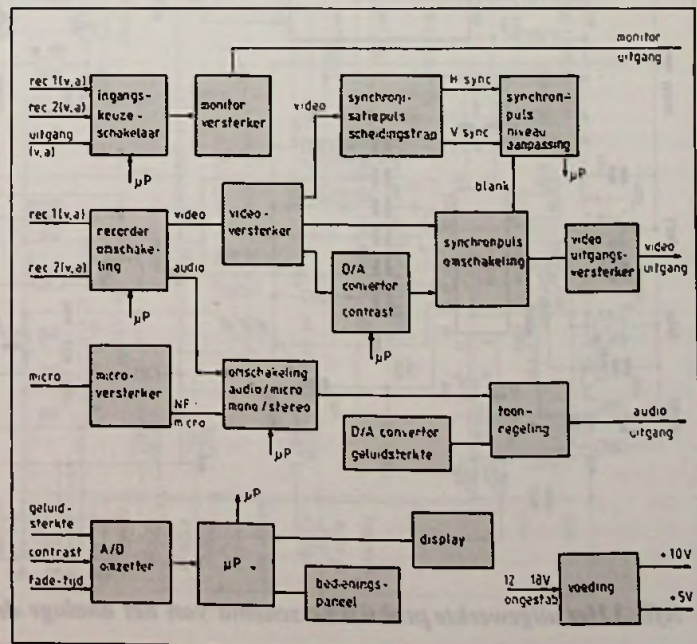 monitor
uitgang
rec 1(v,a)
rec 2(v,a)
uitgang
(v,a)
ingangs-
keuze-
schakelaar
monitor
versterker
video
synchroni-
satiepuls
scheidingstrap
H sync
V sync
synchron-
puls
niveau
aanpassing
µP
µP
blank
rec 1(v,a)
rec 2(v,a)
recorder
omschake-
ling
video
audio
video-
versterker
D/A
convertor
contrast
synchronpuls
omschakeling
video
uitgangs-
versterker
video
uitgang
µP
µP
micro
micro-
versterker
NF-
micro
omschakeling
audio/micro
mono/stereo
D/A convertor
geluidsterkte
toon-
regeling
audio
uitgang
µP
µP
geluid-
sterkte
contrast
fade-tijd
A/D
omzetter
µP
display
bedienings-
paneel
12 18V
ongestab
voeding
+10V
+5V